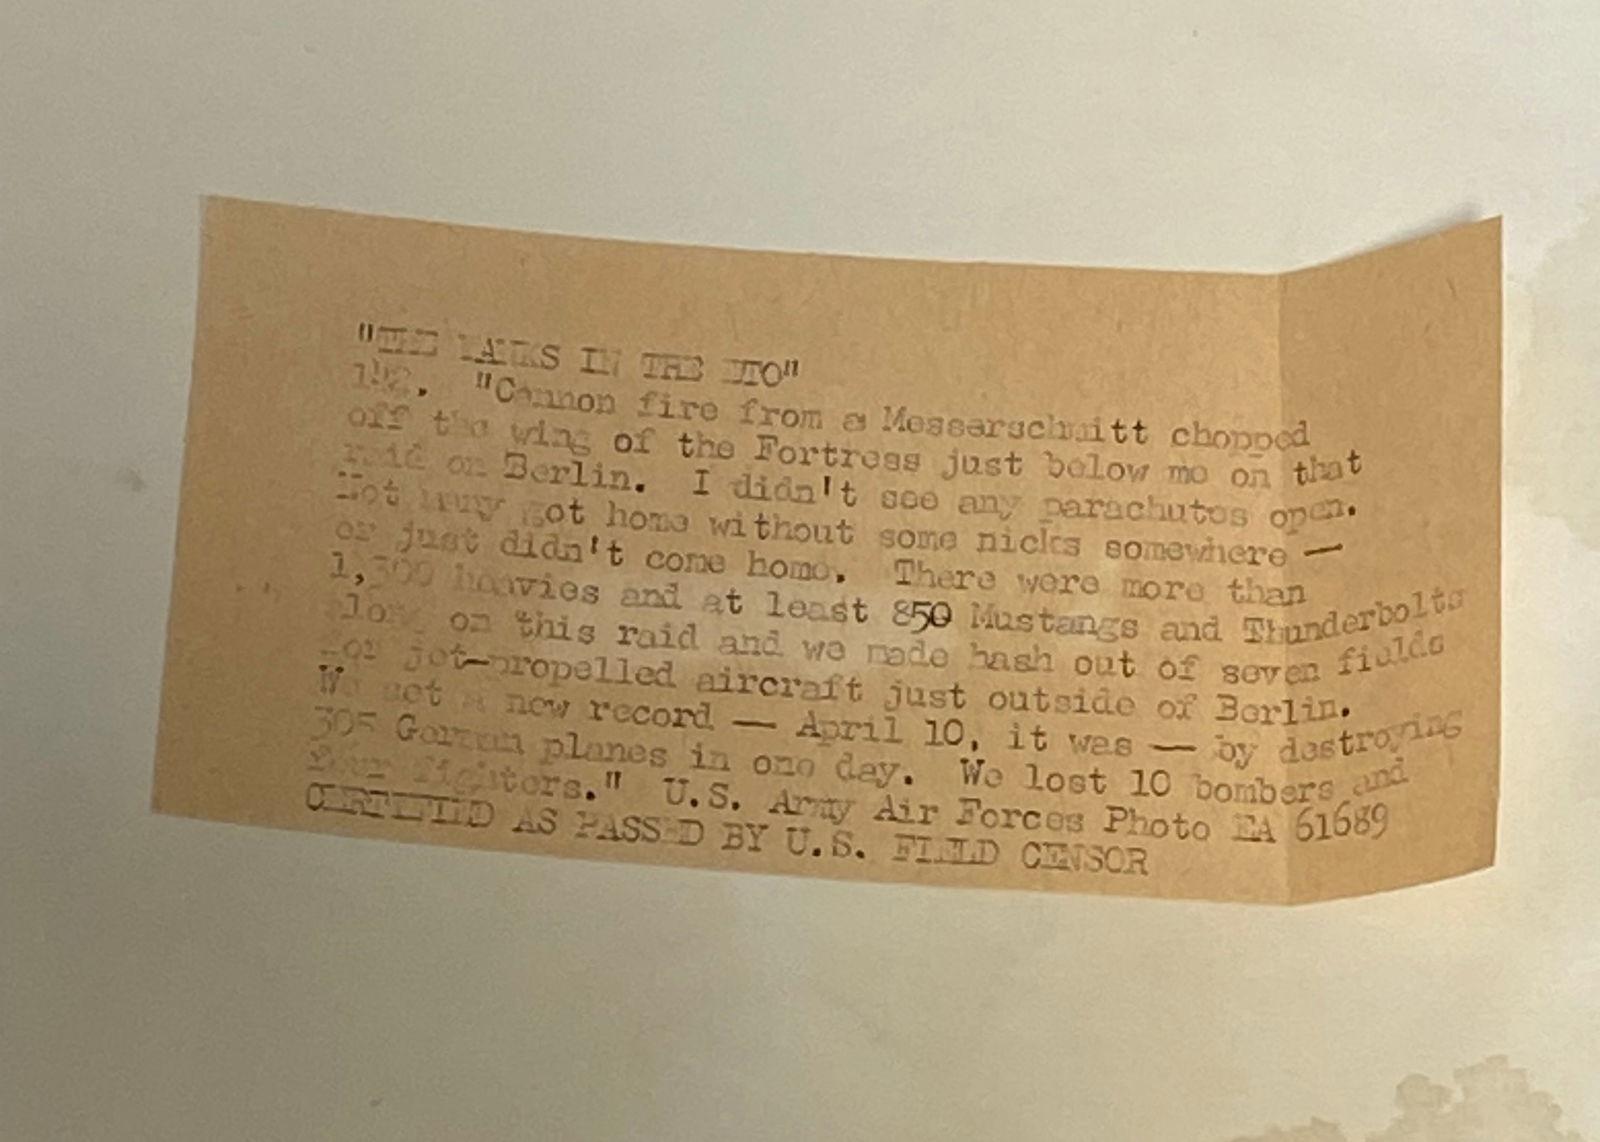 "THE YANKS IN THE ETO"
"Cannon fire from a Messerschmitt chopped
off the wing of the Fortress just below me on that
raid on Berlin.  I didn't see any parachutes open.
Not many got home without some nicks somewhere —
or just didn't come home.  There were more than
1,300 heavies and at least 850 Mustangs and Thunderbolts
along on this raid and we made hash out of seven fields
for jet-propelled aircraft just outside of Berlin.
We set a new record — April 10, it was — by destroying
305 German planes in one day.  We lost 10 bombers and
four fighters."  U.S. Army Air Forces Photo EA 61689
CERTIFIED AS PASSED BY U.S. FIELD CENSOR